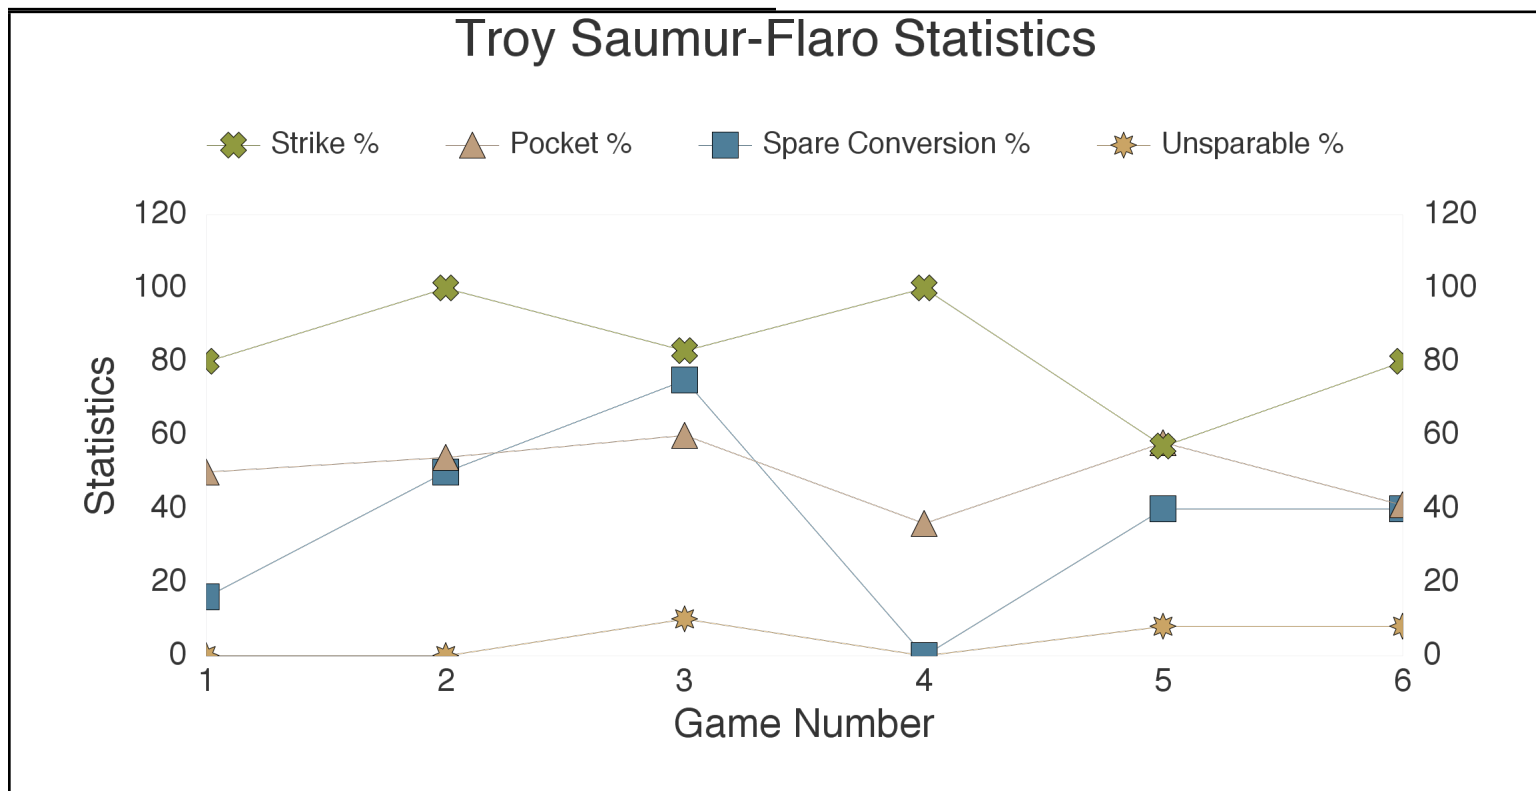 Troy Saumur-Flaro Statistics
Strike % Pocket % Spare Conversion % Unsparable %
120 120
100 100
80 80
60 60
40 40
20 20
0 0
Statistics
1 2 3 4 5 6
Game Number